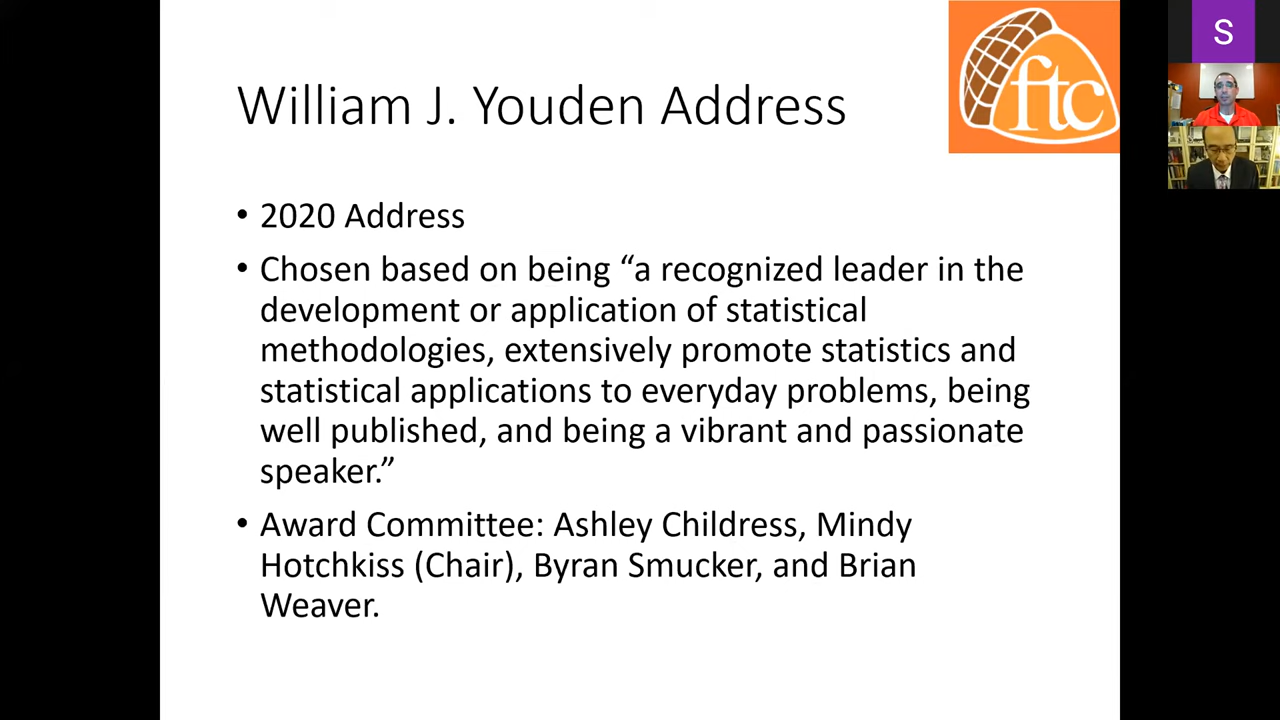 William J. Youden Address
ftc
S
• 2020 Address
• Chosen based on being “a recognized leader in the
development or application of statistical
methodologies, extensively promote statistics and
statistical applications to everyday problems, being
well published, and being a vibrant and passionate
speaker.”
• Award Committee: Ashley Childress, Mindy
Hotchkiss (Chair), Byran Smucker, and Brian
Weaver.